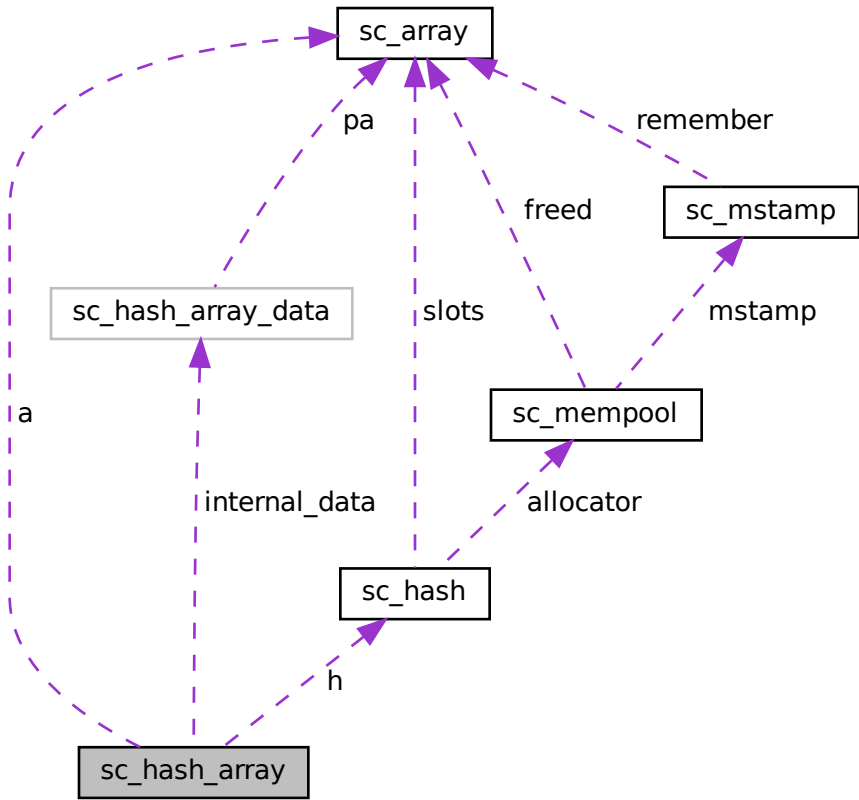 sc_array
pa
remember
sc_mstamp
freed
sc_hash_array_data
slots
mstamp
a
sc_mempool
internal_data
allocator
sc_hash
h
sc_hash_array